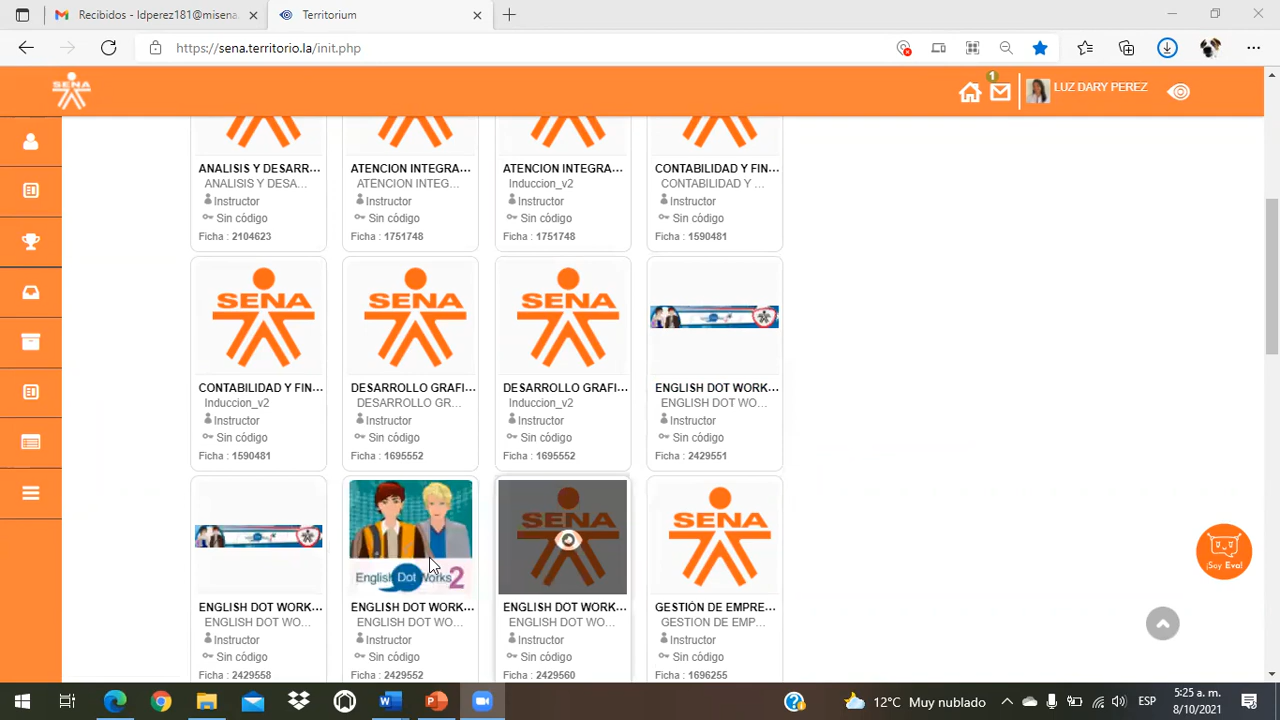 Recibidos - ldperez181@misena.
Territorium
https://sena.territorio.la/init.php
SENA
1
LUZ DARY PEREZ
ANALISIS Y DESARR...
ANALISIS Y DESA...
Instructor
Sin código
Ficha : 2104623
ATENCION INTEGRA...
ATENCION INTEG...
Instructor
Sin código
Ficha : 1751748
ATENCION INTEGRA...
Induccion_v2
Instructor
Sin código
Ficha : 1751748
CONTABILIDAD Y FIN...
CONTABILIDAD Y ...
Instructor
Sin código
Ficha : 1590481
SENA
CONTABILIDAD Y FIN...
Induccion_v2
Instructor
Sin código
Ficha : 1590481
SENA
DESARROLLO GRAFI...
DESARROLLO GR...
Instructor
Sin código
Ficha : 1695552
SENA
DESARROLLO GRAFI...
Induccion_v2
Instructor
Sin código
Ficha : 1695552
ENGLISH DOT WORK...
ENGLISH DOT WO...
Instructor
Sin código
Ficha : 2429551
ENGLISH DOT WORK...
ENGLISH DOT WO...
Instructor
Sin código
Ficha : 2429558
English Dot Works 2
ENGLISH DOT WORK...
ENGLISH DOT WO...
Instructor
Sin código
Ficha : 2429552
SENA
ENGLISH DOT WORK...
ENGLISH DOT WO...
Instructor
Sin código
Ficha : 2429560
SENA
GESTIÓN DE EMPRE...
GESTION DE EMP...
Instructor
Sin código
Ficha : 1696255
¡Soy Eva!
12°C Muy nublado
ESP
5:25 a. m.
8/10/2021